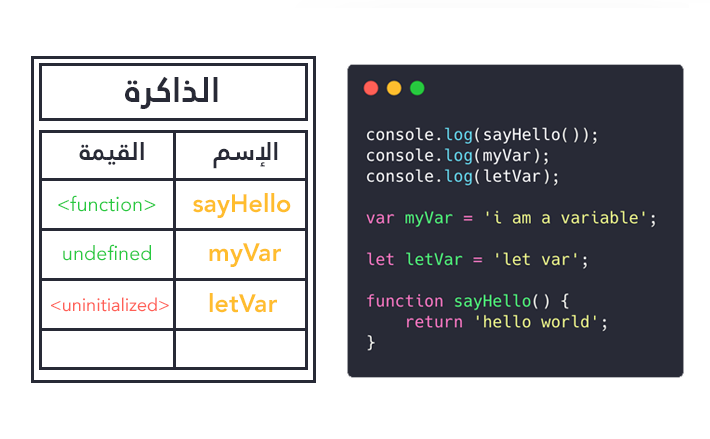 الذاكرة
الإسم القيمة
sayHello <function>
myVar undefined
letVar <uninitialized>
console.log(sayHello());
console.log(myVar);
console.log(letVar);
var myVar = 'i am a variable';
let letVar = 'let var';
function sayHello() {
    return 'hello world';
}